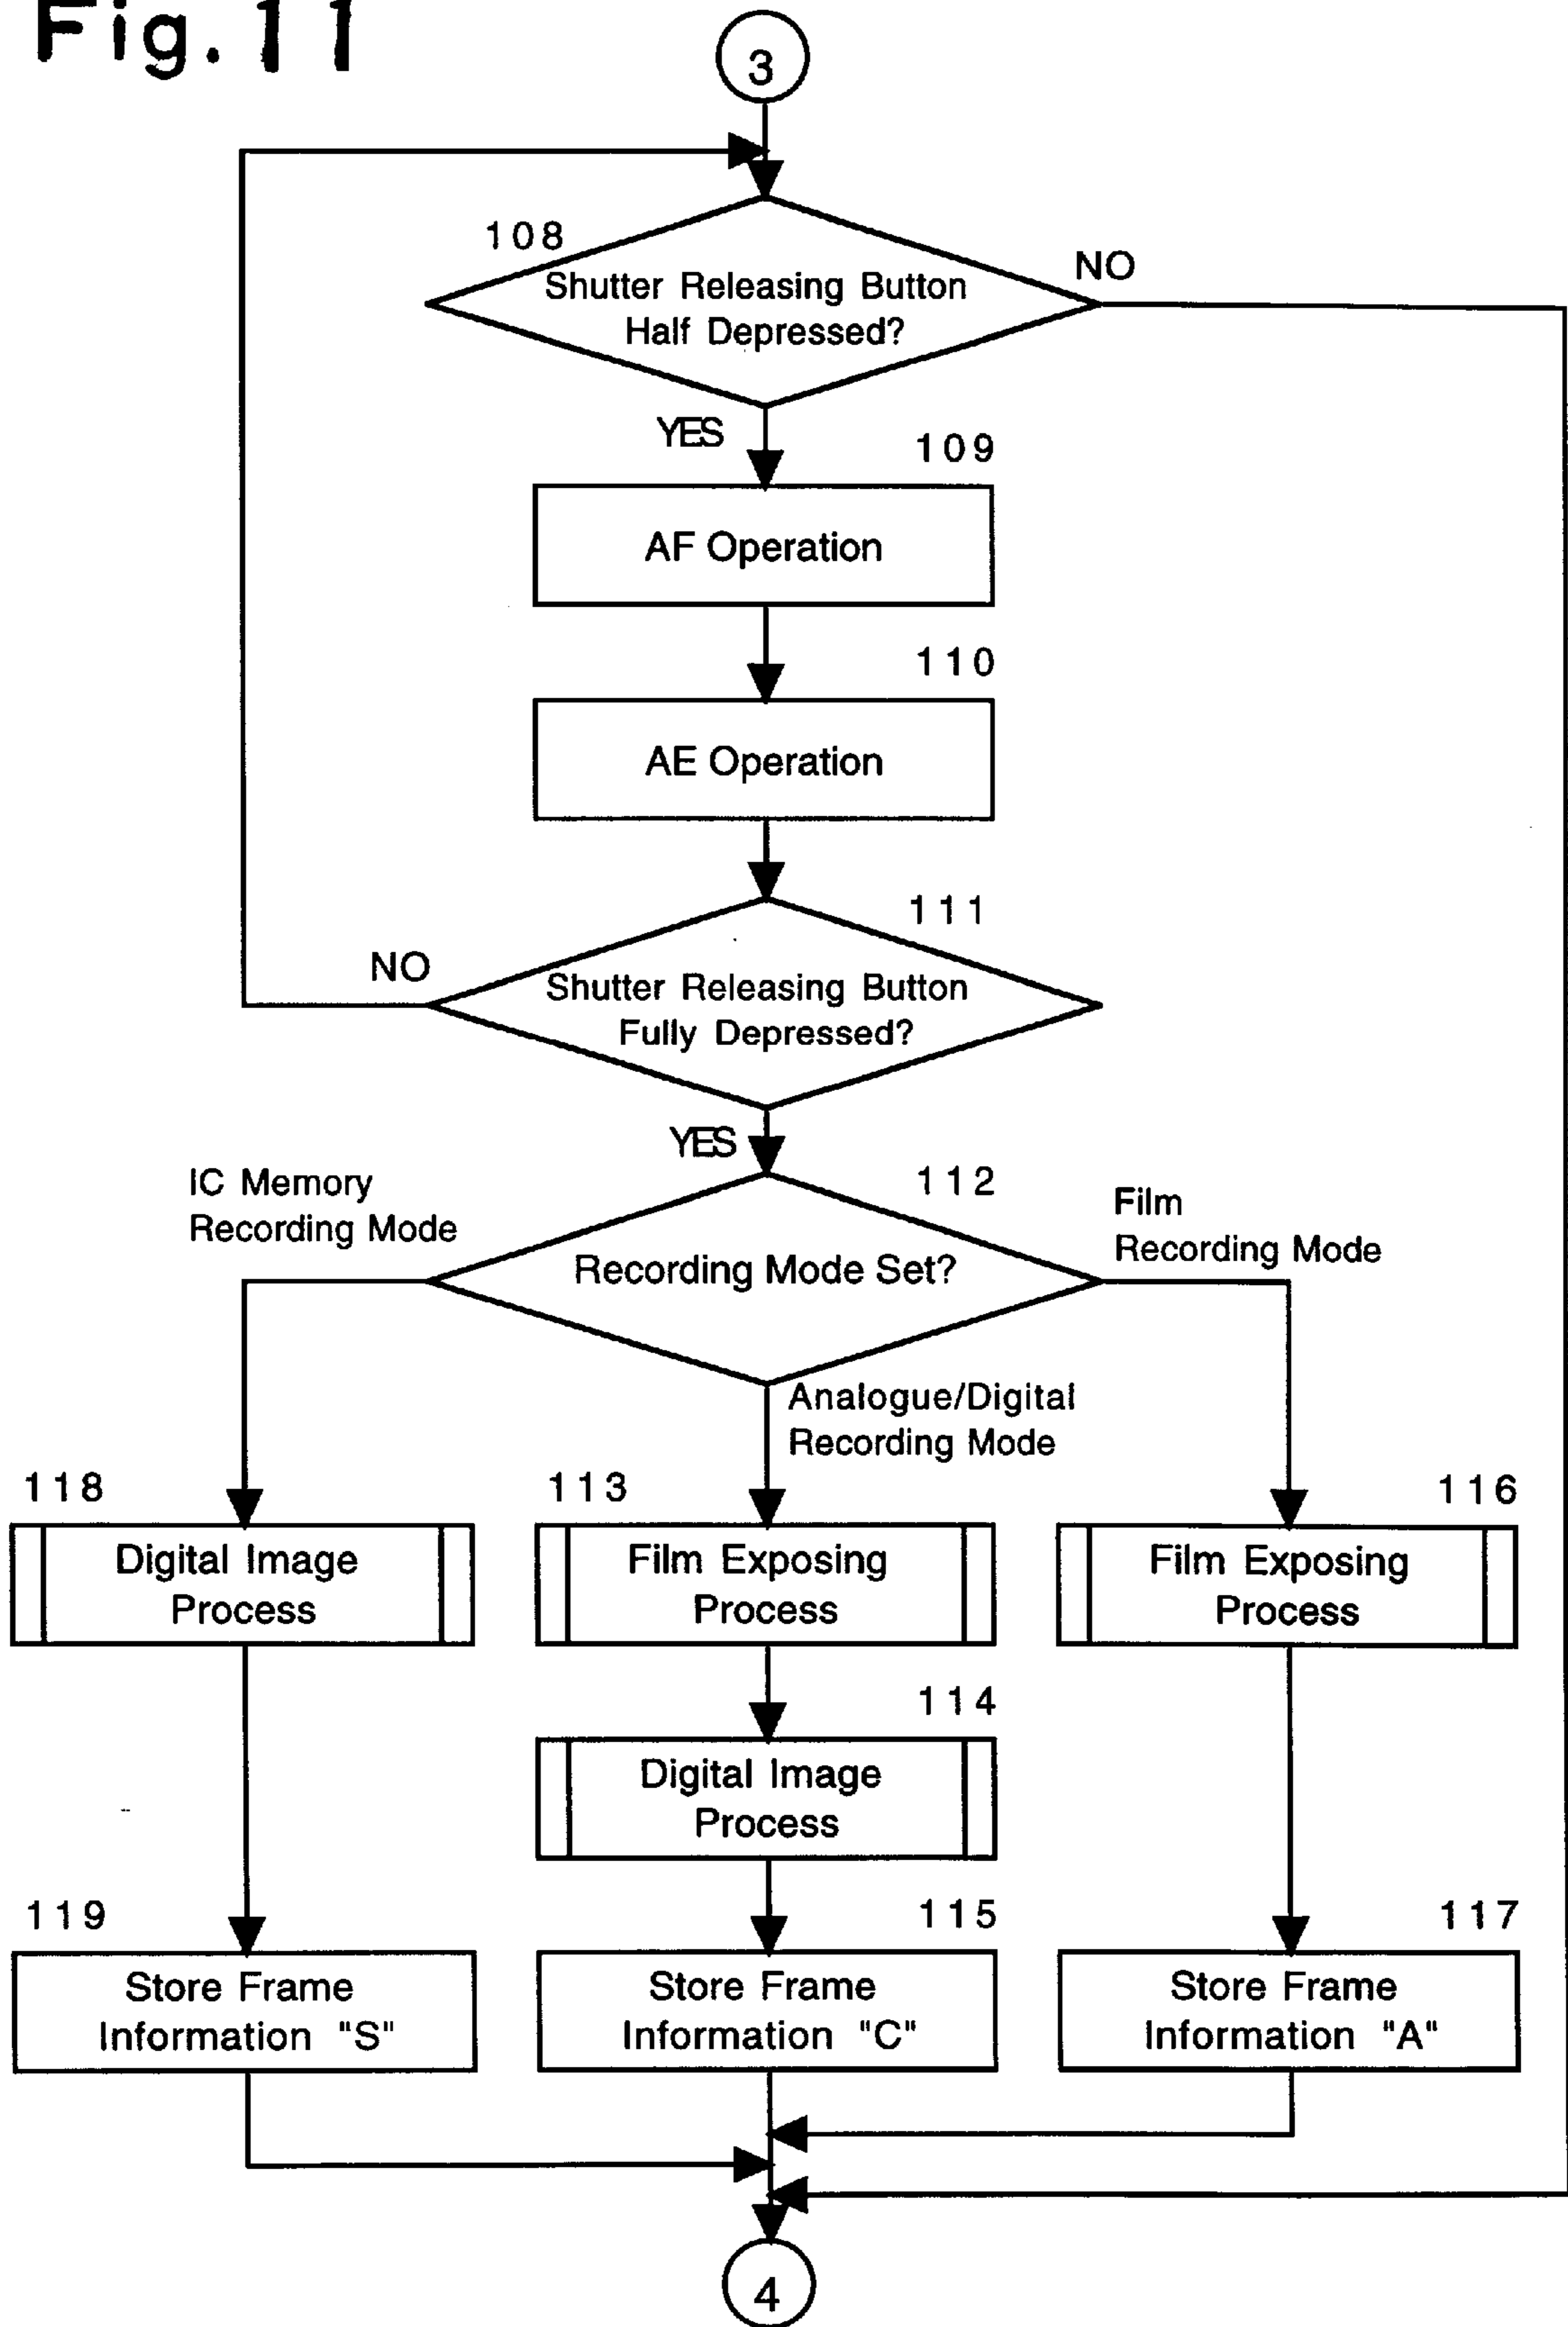 Fig. 11
3
108
Shutter Releasing Button
Half Depressed?
NO
YES
109
AF Operation
110
AE Operation
111
NO
Shutter Releasing Button
Fully Depressed?
YES
112
IC Memory
Recording Mode
Film
Recording Mode
Recording Mode Set?
Analogue/Digital
Recording Mode
118
Digital Image
Process
113
Film Exposing
Process
116
Film Exposing
Process
114
Digital Image
Process
119
Store Frame
Information "S"
115
Store Frame
Information "C"
117
Store Frame
Information "A"
4